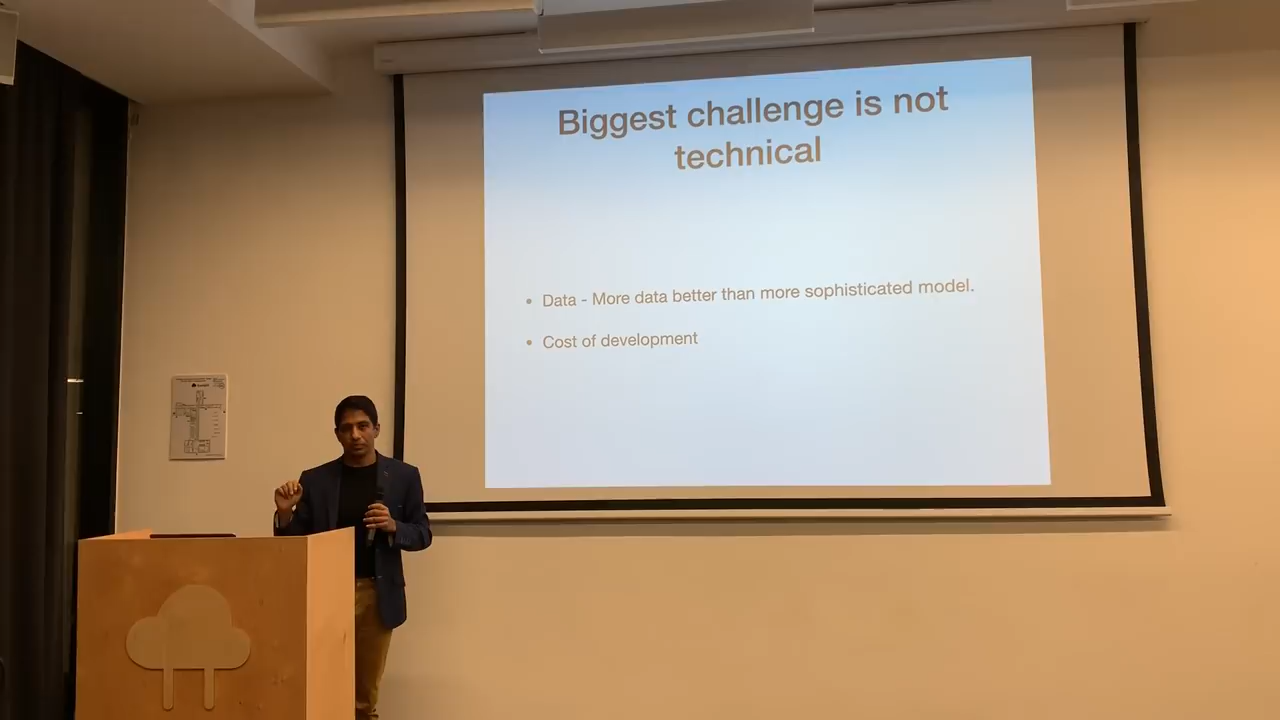 Biggest challenge is not
technical
• Data - More data better than more sophisticated model.
• Cost of development